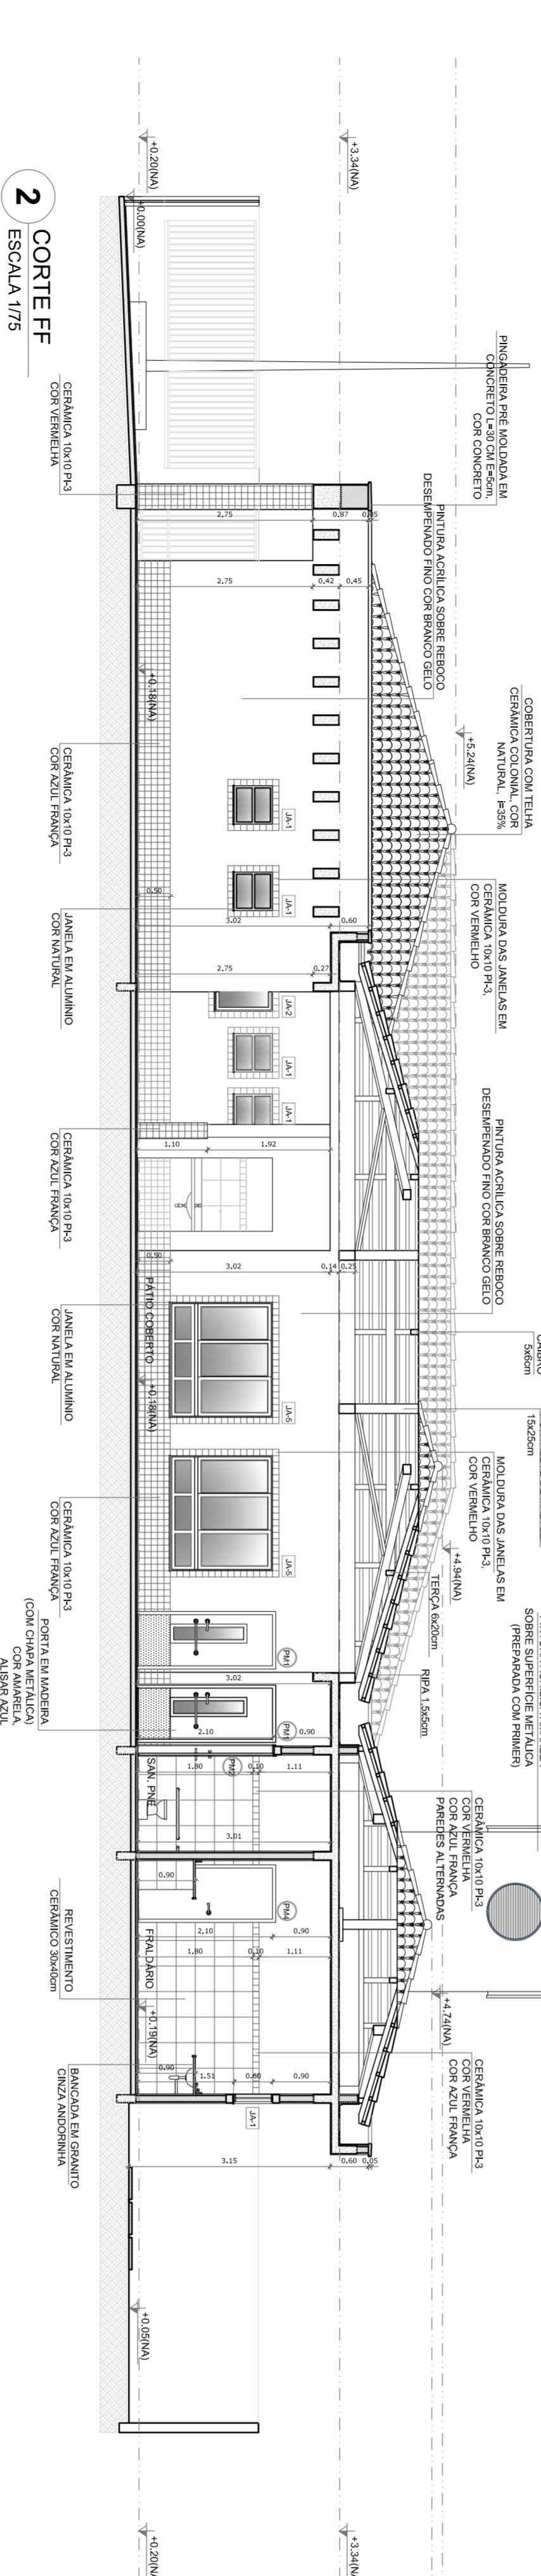 2
CORTE FF
ESCALA 1/75
+3.34(NA)
+0.20(NA)
+0.00(NA)
PINGADEIRA PRÉ MOLDADA EM
CONCRETO L=30 CM E=5cm,
COR CONCRETO
CERÂMICA 10x10 PI-3
COR VERMELHA
2.75
0.87
0.05
PINTURA ACRÍLICA SOBRE REBOCO
DESEMPENADO FINO COR BRANCO GELO
2.75
0.42
0.45
+0.18(NA)
+5.24(NA)
COBERTURA COM TELHA
CERÂMICA COLONIAL, COR
NATURAL, i=35%
CERÂMICA 10x10 PI-3
COR AZUL FRANÇA
JA-1
JA-1
MOLDURA DAS JANELAS EM
CERÂMICA 10x10 PI-3,
COR VERMELHO
0.50
3.02
0.60
JANELA EM ALUMÍNIO
COR NATURAL
2.75
0.27
JA-2
JA-1
JA-1
CERÂMICA 10x10 PI-3
COR AZUL FRANÇA
1.10
1.92
PINTURA ACRÍLICA SOBRE REBOCO
DESEMPENADO FINO COR BRANCO GELO
0.50
3.02
0.14
0.25
PÁTIO COBERTO
+0.18(NA)
JANELA EM ALUMÍNIO
COR NATURAL
5x6cm
15x25cm
JA-5
JA-5
MOLDURA DAS JANELAS EM
CERÂMICA 10x10 PI-3,
COR VERMELHO
+4.94(NA)
CERÂMICA 10x10 PI-3
COR AZUL FRANÇA
TERÇA 6x20cm
RIPA 1,5x5cm
SOBRE SUPERFÍCIE METÁLICA
(PREPARADA COM PRIMER)
PM1
3.02
PM1
2.10
0.90
PORTA EM MADEIRA
(COM CHAPA METÁLICA)
COR AMARELA,
ALISAR AZUL
SAN. PNE
PM2
1.80
0.10
1.11
3.01
CERÂMICA 10x10 PI-3
COR VERMELHA
COR AZUL FRANÇA
PAREDES ALTERNADAS
0.90
PM4
2.10
0.90
1.80
0.10
1.11
FRALDÁRIO
+0.19(NA)
REVESTIMENTO
CERÂMICO 30x40cm
+4.74(NA)
0.90
1.51
0.60
0.90
JA-1
CERÂMICA 10x10 PI-3
COR VERMELHA
COR AZUL FRANÇA
BANCADA EM GRANITO
CINZA ANDORINHA
3.15
0.60
0.05
+0.05(NA)
+3.34(NA)
+0.20(NA)